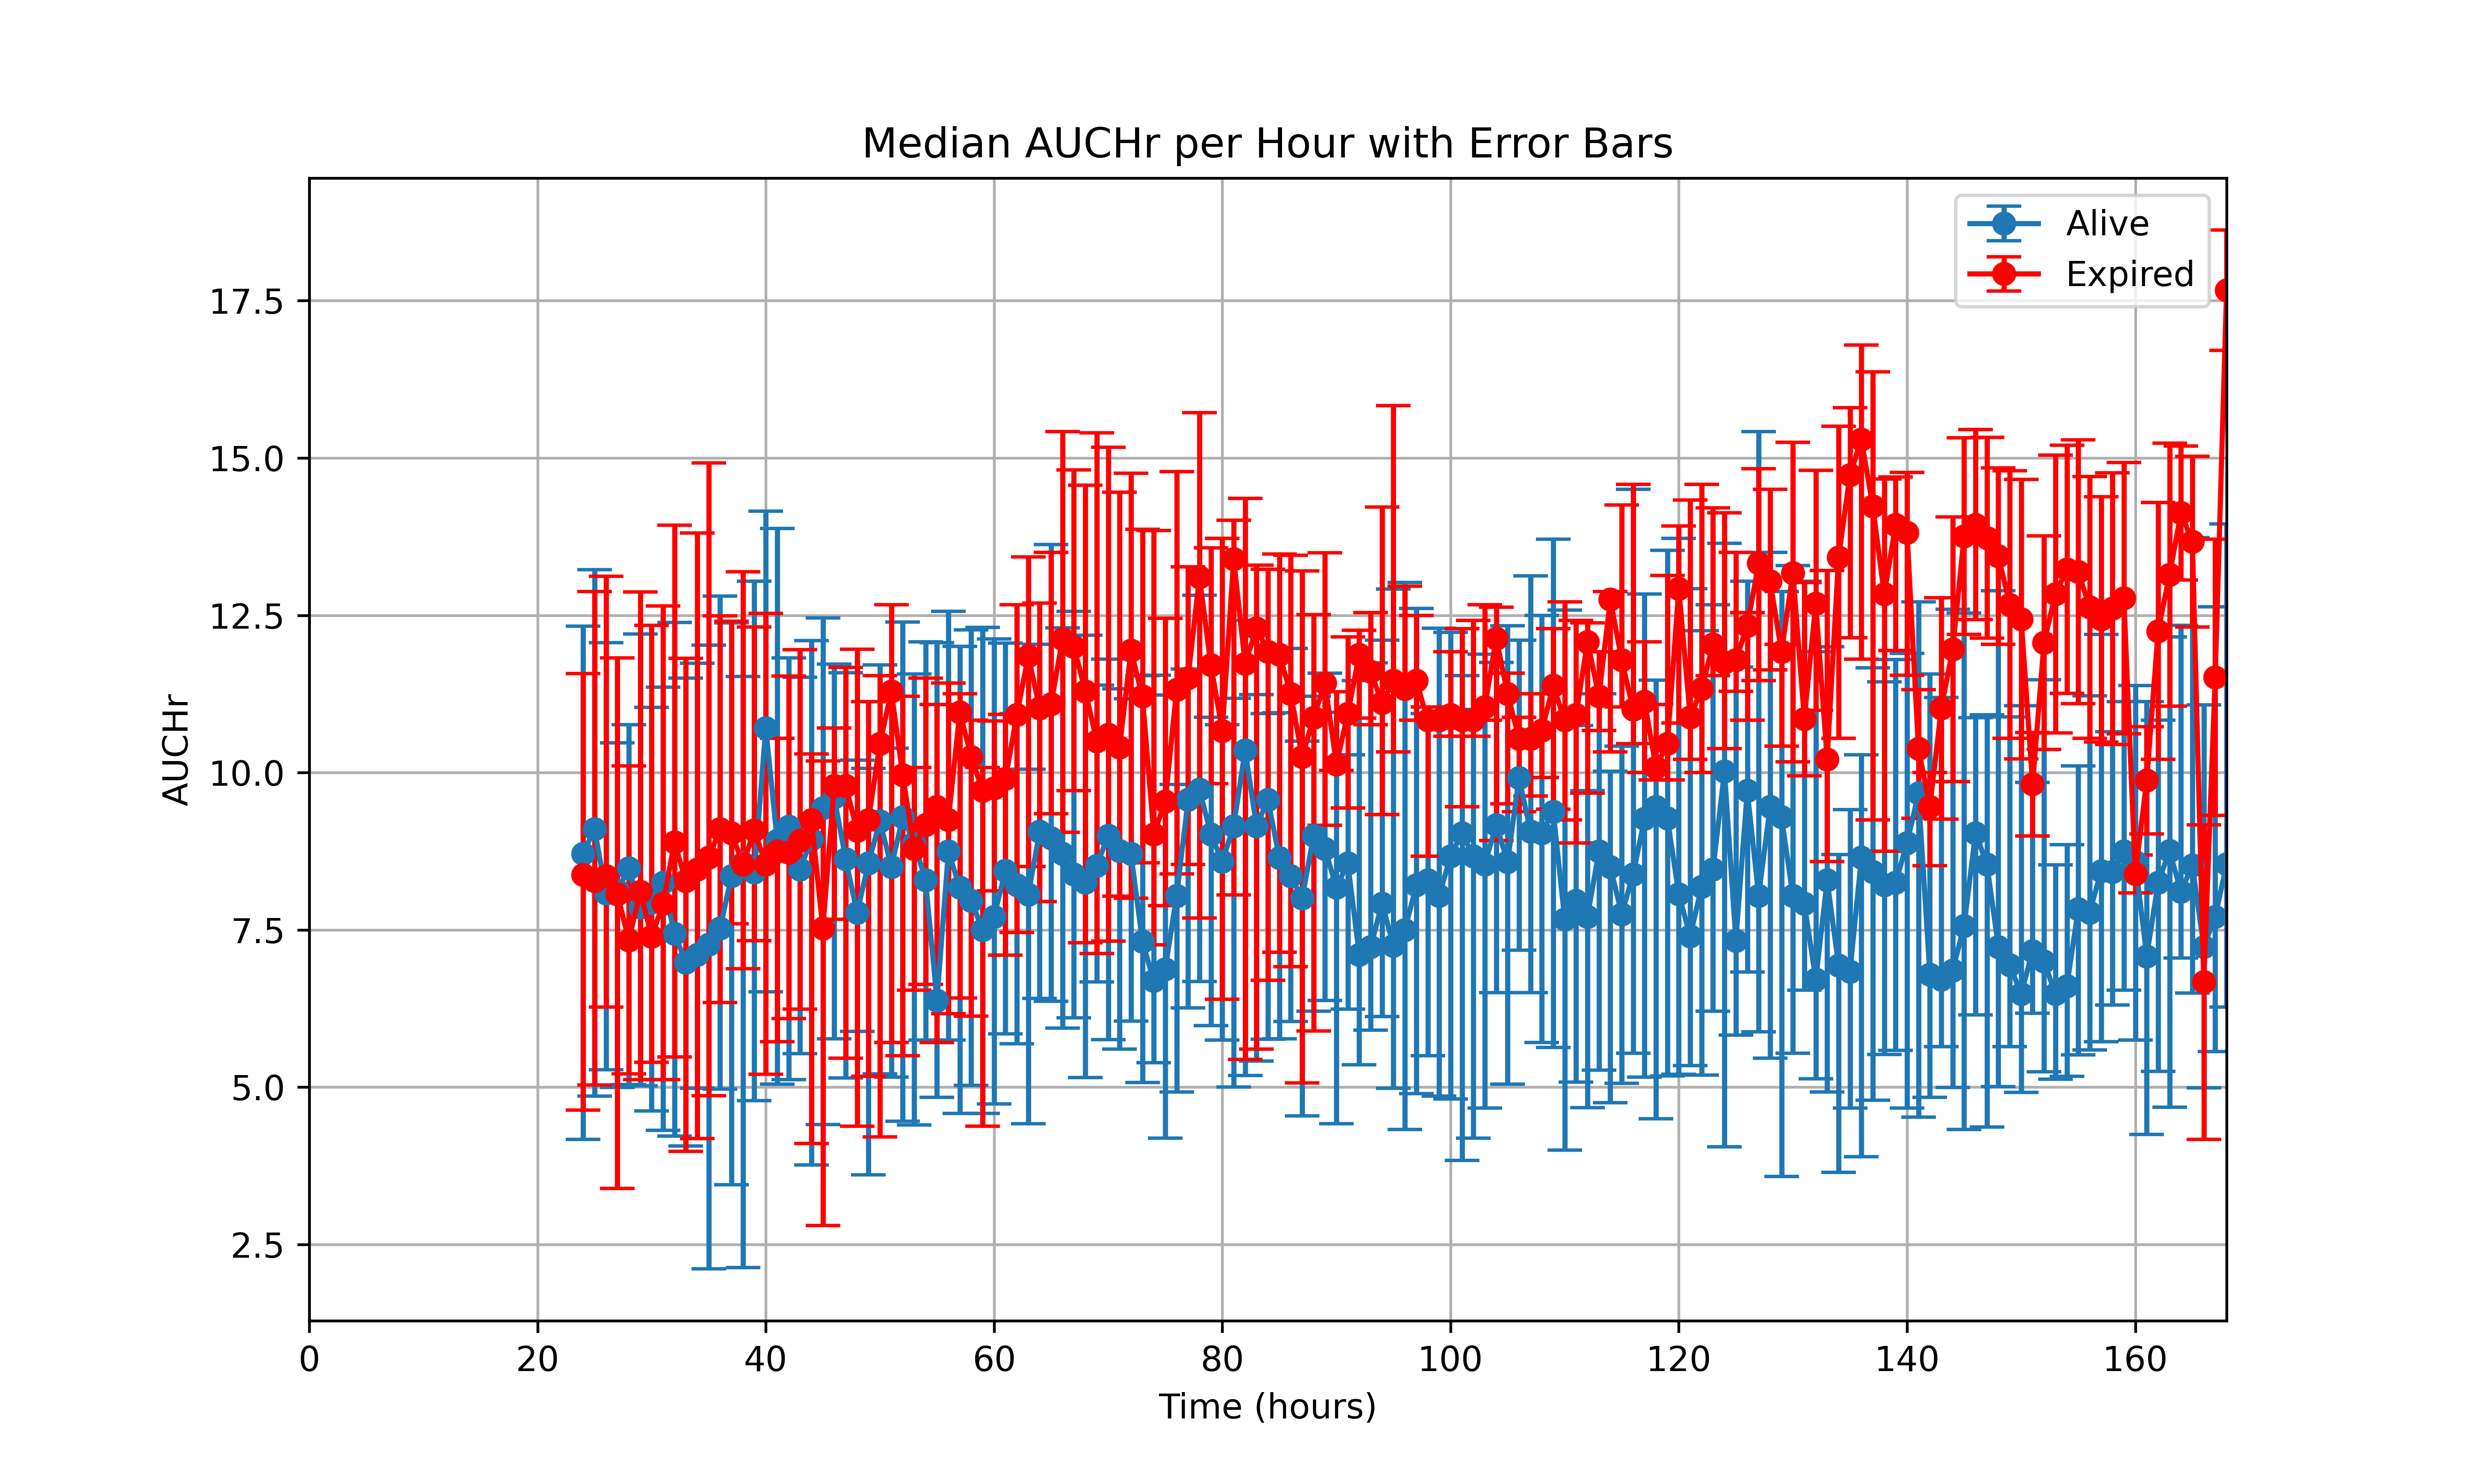 Median AUCHr per Hour with Error Bars
Alive
Expired
17.5
15.0
12.5
10.0
7.5
5.0
2.5
AUCHr
0 20 40 60 80 100 120 140 160
Time (hours)